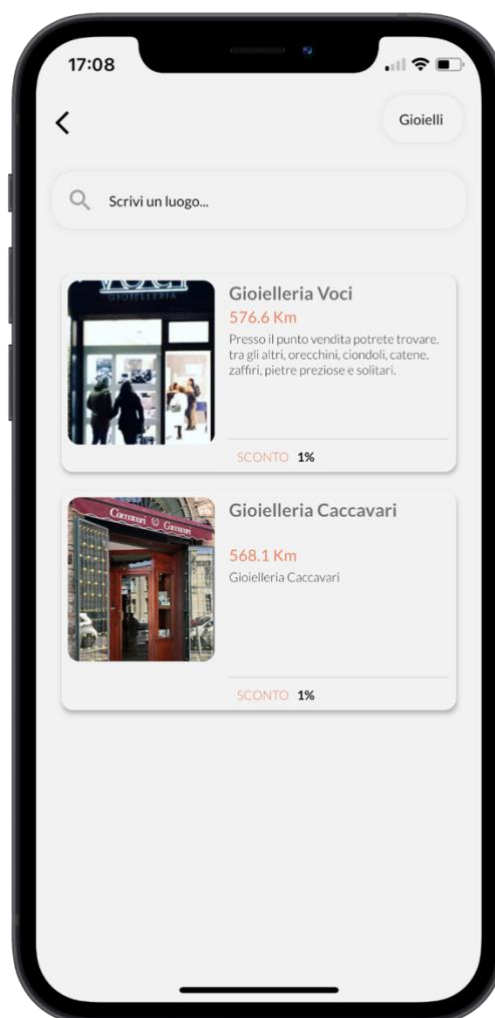 17:08
Gioielli
Scrivi un luogo...
VOCI
GIOIELLERIA
Gioielleria Voci
576.6 Km
Presso il punto vendita potrete trovare,
tra gli altri, orecchini, ciondoli, catene,
zaffiri, pietre preziose e solitari.
SCONTO 1%
Caccavari Caccavari
Gioielleria Caccavari
568.1 Km
Gioielleria Caccavari
SCONTO 1%